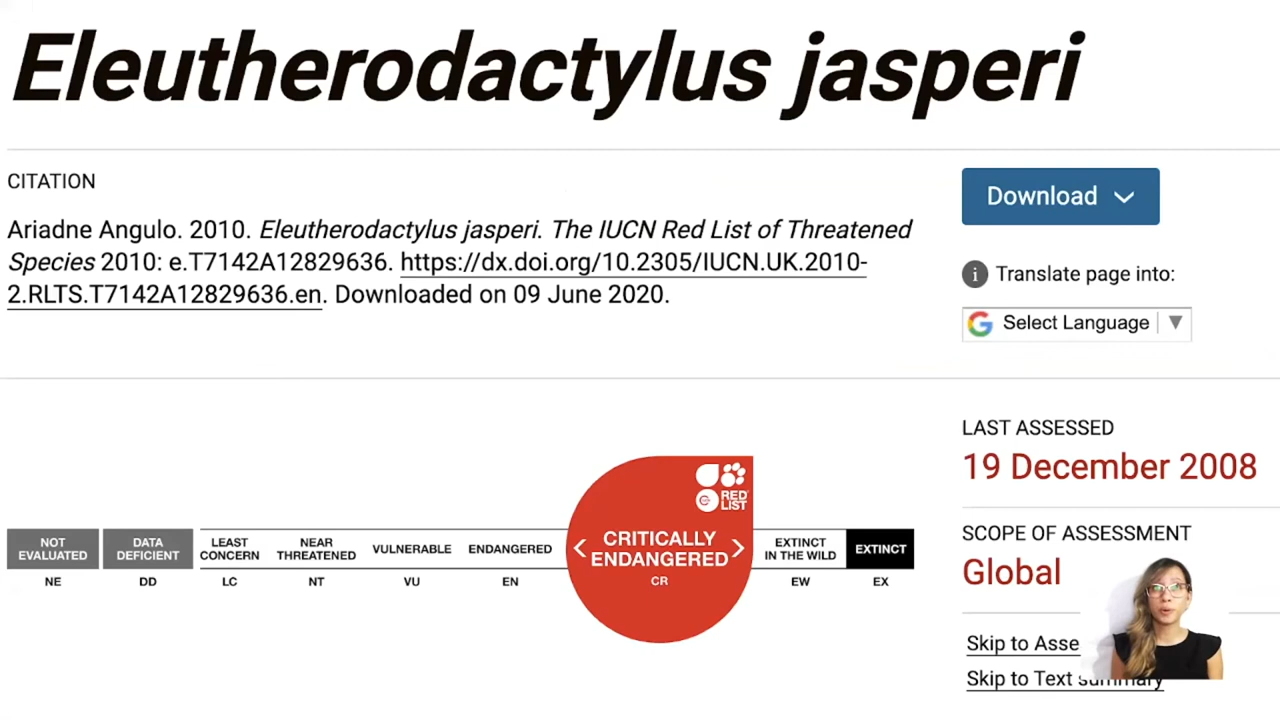 Eleutherodactylus jasperi
CITATION
Ariadne Angulo. 2010. Eleutherodactylus jasperi. The IUCN Red List of Threatened
Species 2010: e.T7142A12829636. https://dx.doi.org/10.2305/IUCN.UK.2010-
2.RLTS.T7142A12829636.en. Downloaded on 09 June 2020.
Download
i Translate page into:
G Select Language
LAST ASSESSED
19 December 2008
SCOPE OF ASSESSMENT
Global
Skip to Asse
Skip to Text summary
RED
LIST
NOT
EVALUATED
NE
DATA
DEFICIENT
DD
LEAST
CONCERN
LC
NEAR
THREATENED
NT
VULNERABLE
VU
ENDANGERED
EN
CRITICALLY
ENDANGERED
CR
EXTINCT
IN THE WILD
EW
EXTINCT
EX